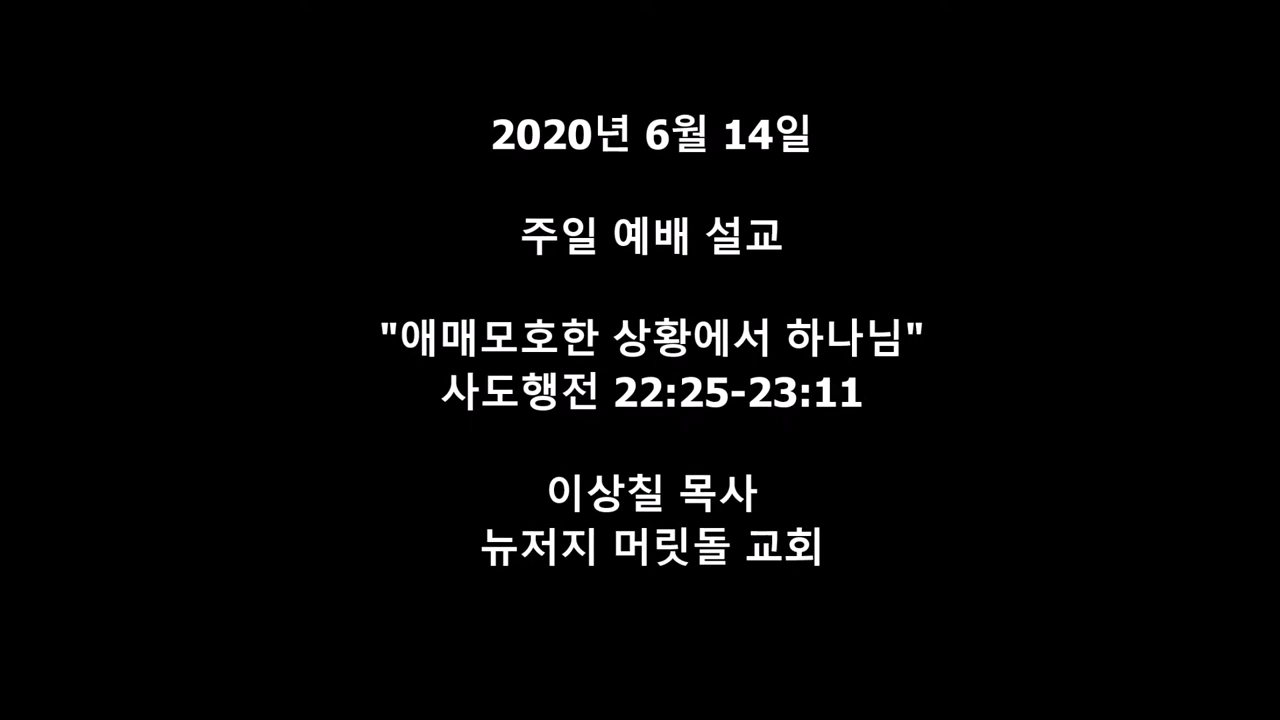 2020년 6월 14일
주일 예배 설교
"애매모호한 상황에서 하나님"
사도행전 22:25-23:11
이상칠 목사
뉴저지 머릿돌 교회